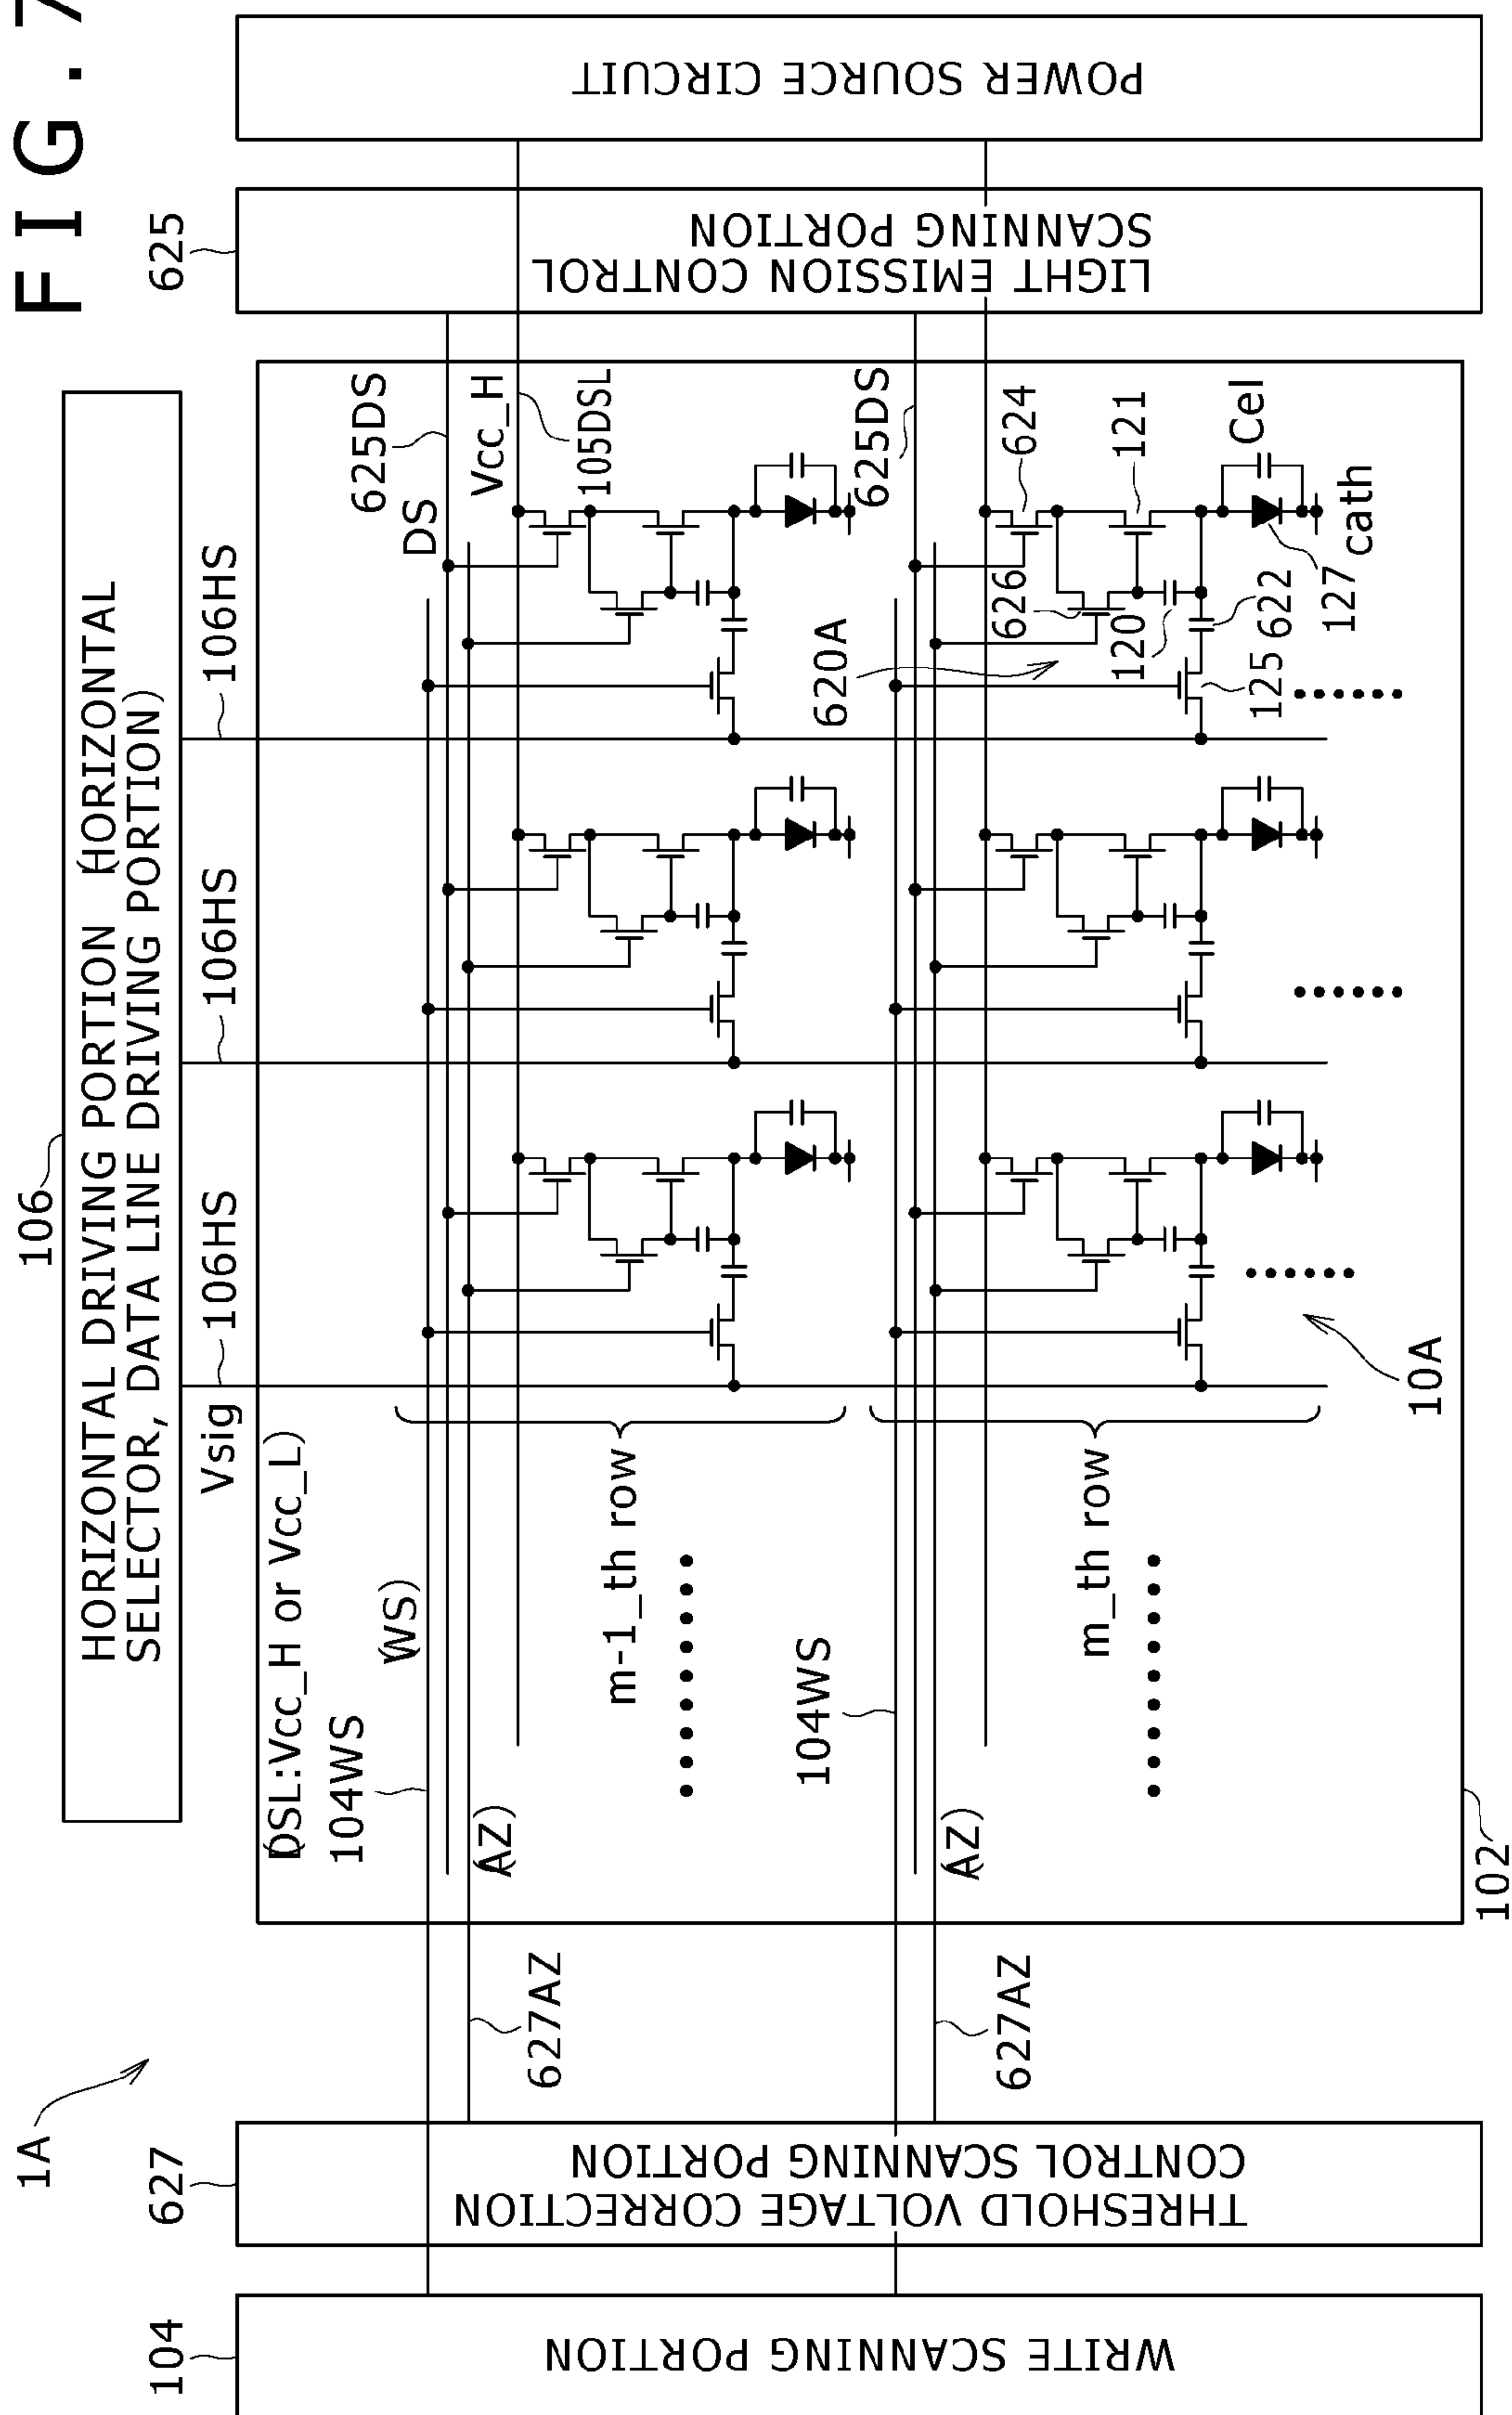 FIG.7
1A
106
HORIZONTAL DRIVING PORTION (HORIZONTAL
SELECTOR, DATA LINE DRIVING PORTION)
104
627
625
Vsig
106HS
106HS
106HS
WRITE SCANNING PORTION
THRESHOLD VOLTAGE CORRECTION
CONTROL SCANNING PORTION
LIGHT EMISSION CONTROL
SCANNING PORTION
POWER SOURCE CIRCUIT
(DSL:Vcc_H or Vcc_L)
104WS
(WS)
625DS
DS
Vcc_H
105DSL
(AZ)
627AZ
m-1_th row
104WS
620A
625DS
(AZ)
627AZ
m_th row
626
624
120
121
125
622
127
Cel
cath
10A
102